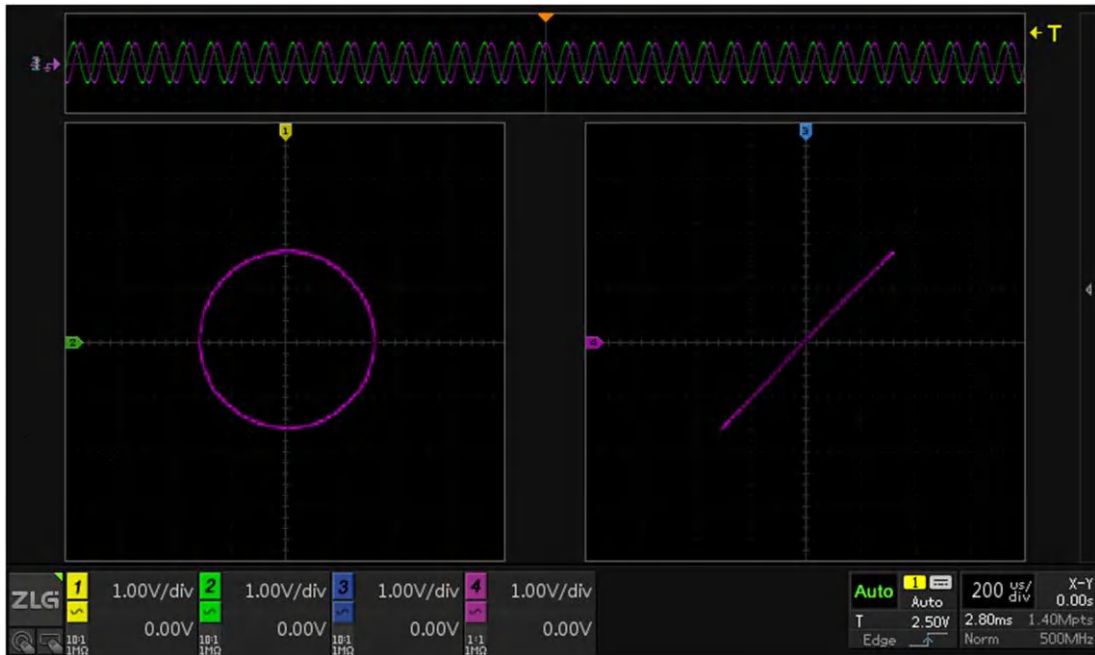 T
1
3
2
4
ZLG
1 1.00V/div 2 1.00V/div 3 1.00V/div 4 1.00V/div
0.00V 0.00V 0.00V 0.00V
10:1 10:1 10:1 1:1
1MΩ 1MΩ 1MΩ 1MΩ
Auto 1 200 us/div X-Y
Auto 0.00s
T 2.50V 2.80ms 1.40Mpts
Edge Norm 500MHz